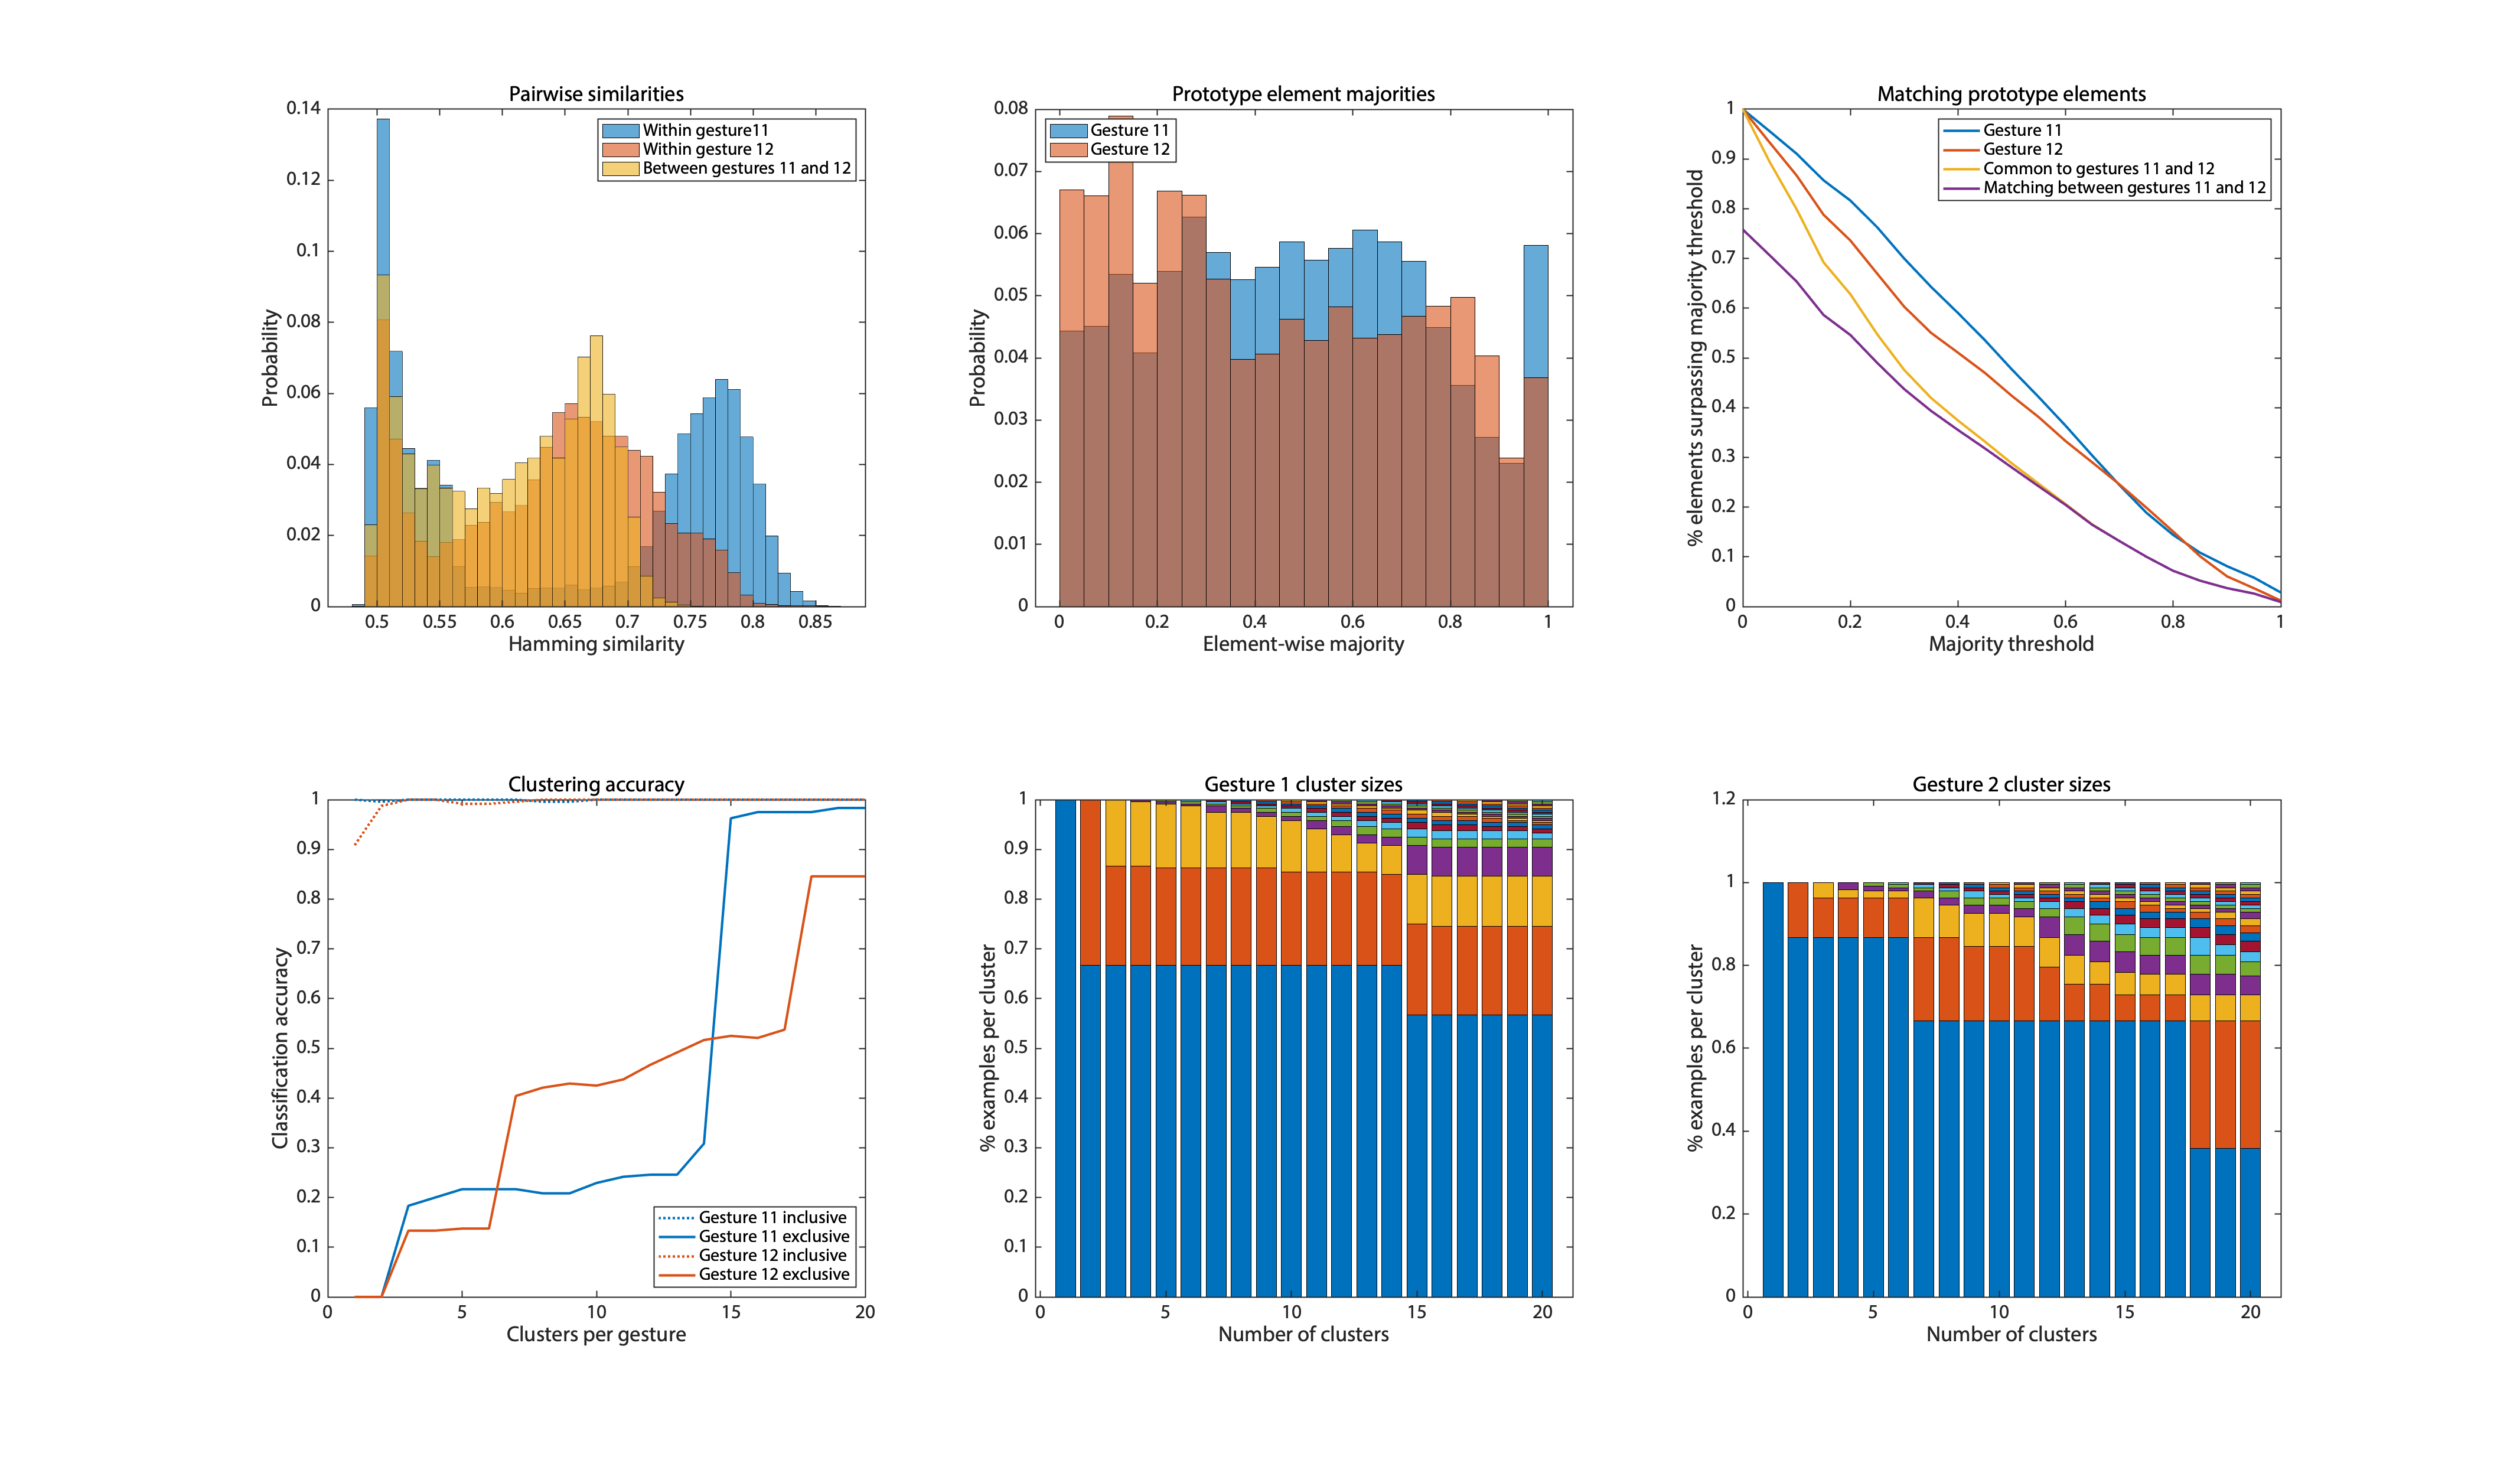 Pairwise similarities
0.14
0.12
0.1
0.08
0.06
0.04
0.02
0
Probability
Within gesture11
Within gesture 12
Between gestures 11 and 12
0.5 0.55 0.6 0.65 0.7 0.75 0.8 0.85
Hamming similarity
Prototype element majorities
0.08
0.07
0.06
0.05
0.04
0.03
0.02
0.01
0
Probability
Gesture 11
Gesture 12
0 0.2 0.4 0.6 0.8 1
Element-wise majority
Matching prototype elements
1
0.9
0.8
0.7
0.6
0.5
0.4
0.3
0.2
0.1
0
% elements surpassing majority threshold
Gesture 11
Gesture 12
Common to gestures 11 and 12
Matching between gestures 11 and 12
0 0.2 0.4 0.6 0.8 1
Majority threshold
Clustering accuracy
1
0.9
0.8
0.7
0.6
0.5
0.4
0.3
0.2
0.1
0
Classification accuracy
Gesture 11 inclusive
Gesture 11 exclusive
Gesture 12 inclusive
Gesture 12 exclusive
0 5 10 15 20
Clusters per gesture
Gesture 1 cluster sizes
1
0.9
0.8
0.7
0.6
0.5
0.4
0.3
0.2
0.1
0
% examples per cluster
0 5 10 15 20
Number of clusters
Gesture 2 cluster sizes
1.2
1
0.8
0.6
0.4
0.2
0
% examples per cluster
0 5 10 15 20
Number of clusters